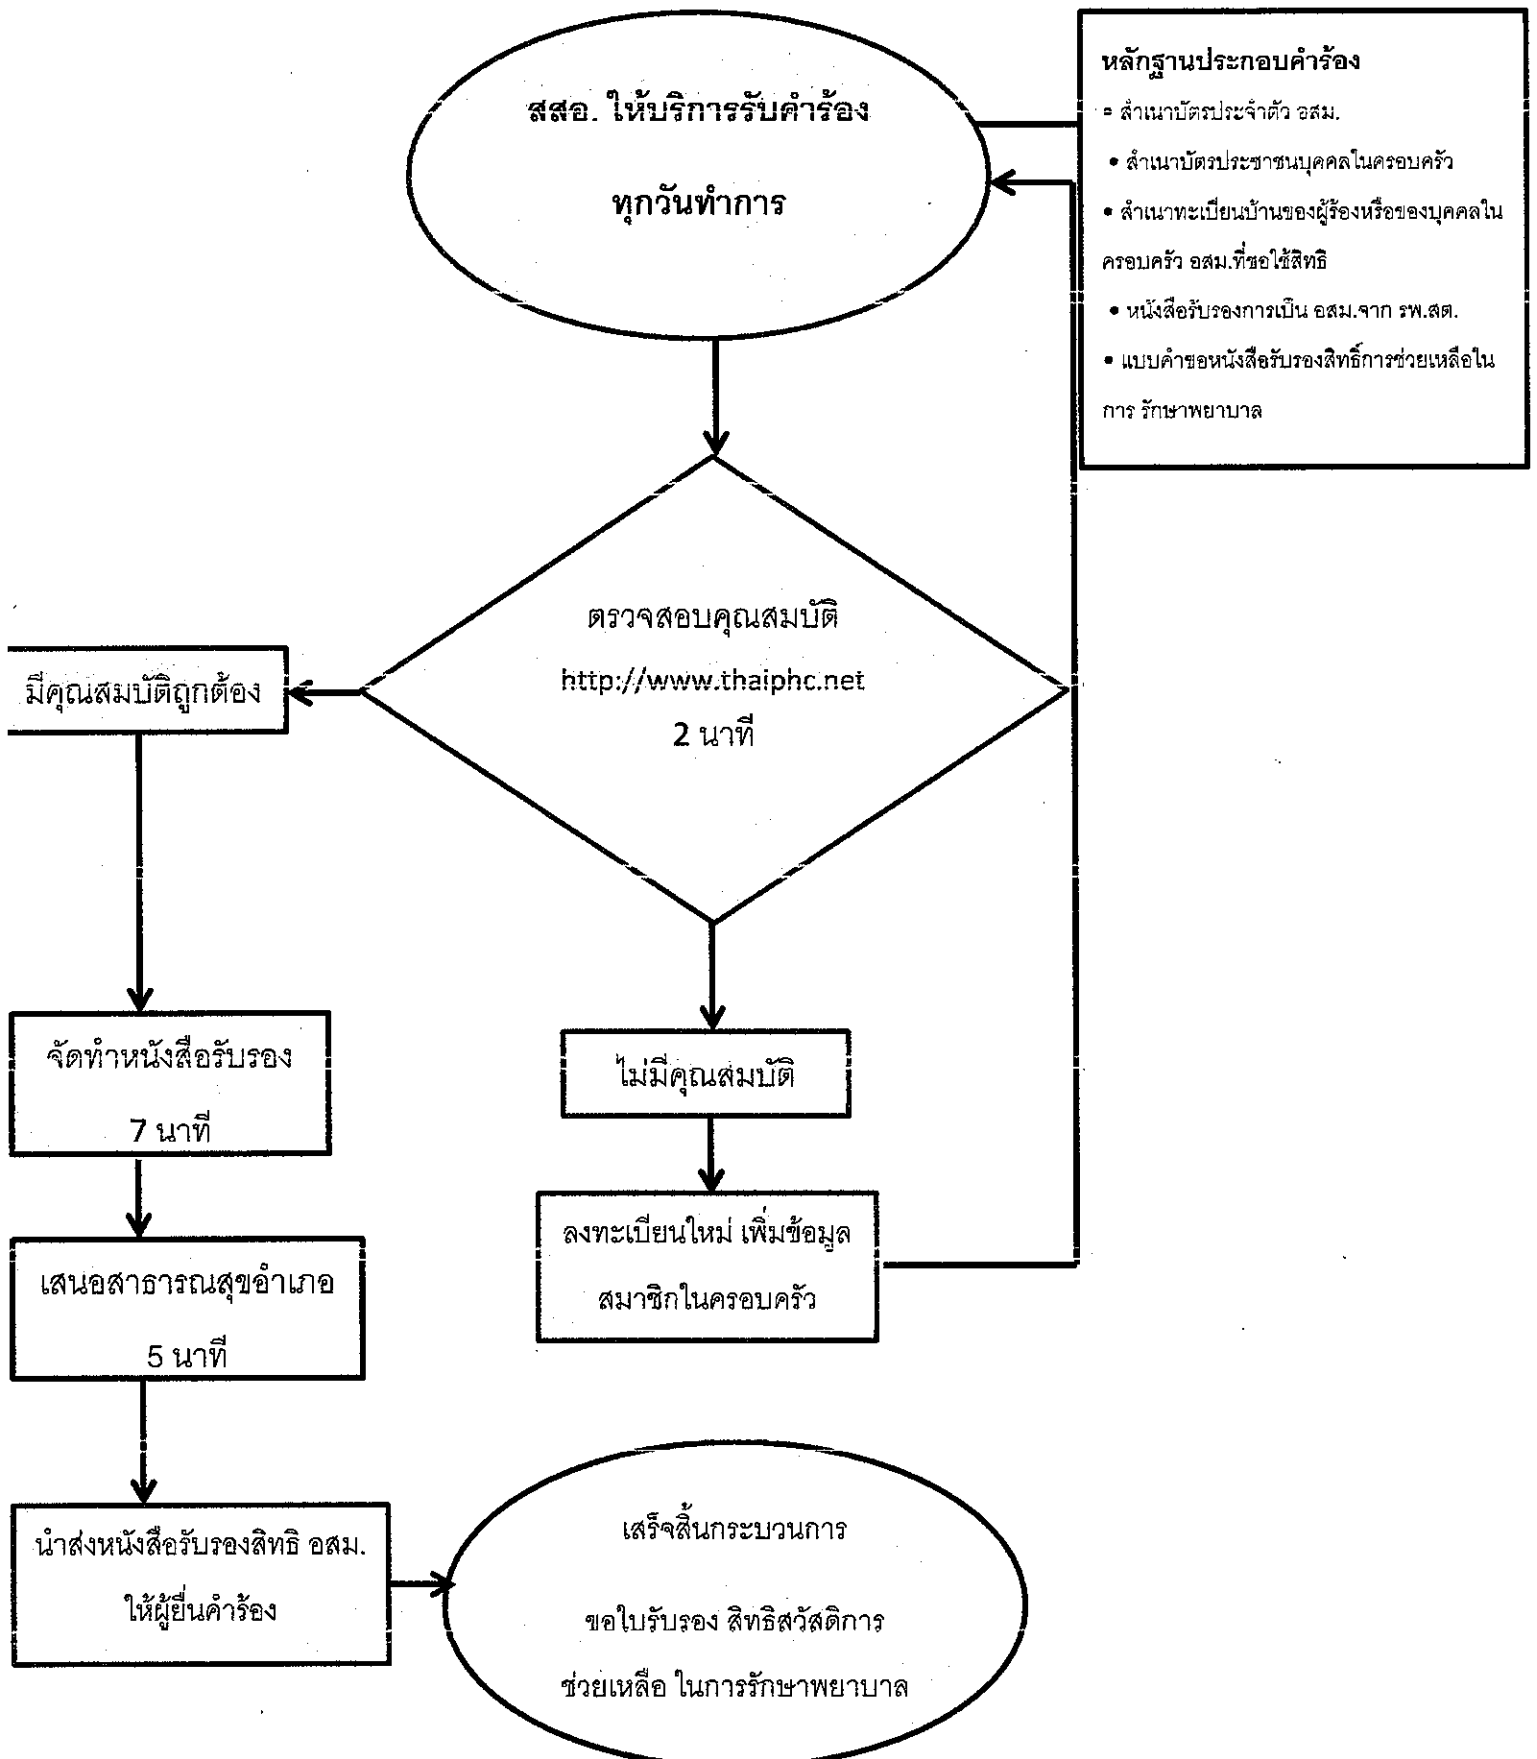 สสอ. ให้บริการรับคำร้อง
ทุกวันทำการ
หลักฐานประกอบคำร้อง
• สำเนาบัตรประจำตัว อสม.
• สำเนาบัตรประชาชนบุคคลในครอบครัว
• สำเนาทะเบียนบ้านของผู้ร้องหรือของบุคคลใน
ครอบครัว อสม.ที่ขอใช้สิทธิ
• หนังสือรับรองการเป็น อสม.จาก รพ.สต.
• แบบคำขอหนังสือรับรองสิทธิ์การช่วยเหลือใน
การ รักษาพยาบาล
ตรวจสอบคุณสมบัติ
http://www.thaiphc.net
2 นาที
มีคุณสมบัติถูกต้อง
จัดทำหนังสือรับรอง
7 นาที
ไม่มีคุณสมบัติ
ลงทะเบียนใหม่ เพิ่มข้อมูล
สมาชิกในครอบครัว
เสนอสาธารณสุขอำเภอ
5 นาที
นำส่งหนังสือรับรองสิทธิ อสม.
ให้ผู้ยื่นคำร้อง
เสร็จสิ้นกระบวนการ
ขอใบรับรอง สิทธิสวัสดิการ
ช่วยเหลือ ในการรักษาพยาบาล